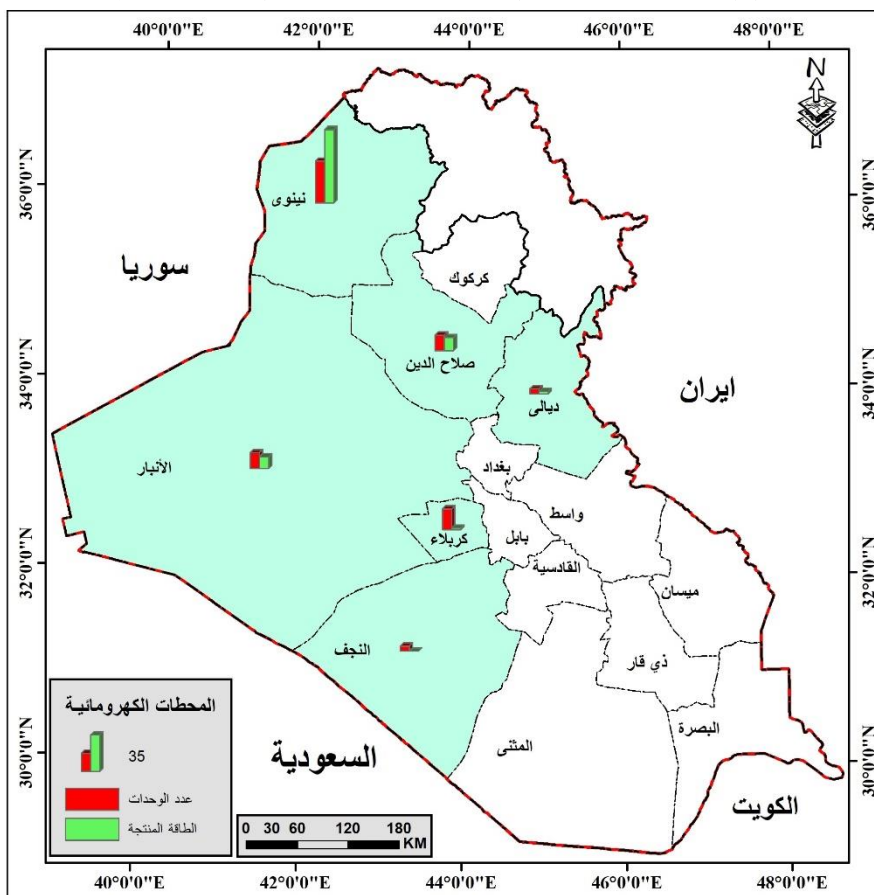 40°0'0"E 42°0'0"E 44°0'0"E 46°0'0"E 48°0'0"E
N
36°0'0"N
36°0'0"N
نينوى
كركوك
سوريا
صلاح الدين
34°0'0"N
34°0'0"N
ايران
ديالى
الأنبار
بغداد
واسط
كربلاء
بابل
32°0'0"N
32°0'0"N
القادسية
ميسان
النجف
ذي قار
المحطات الكهرومائية
35
عدد الوحدات
الطاقة المنتجة
السعودية
المثنى
البصرة
30°0'0"N
30°0'0"N
الكويت
0 30 60 120 180
KM
40°0'0"E 42°0'0"E 44°0'0"E 46°0'0"E 48°0'0"E